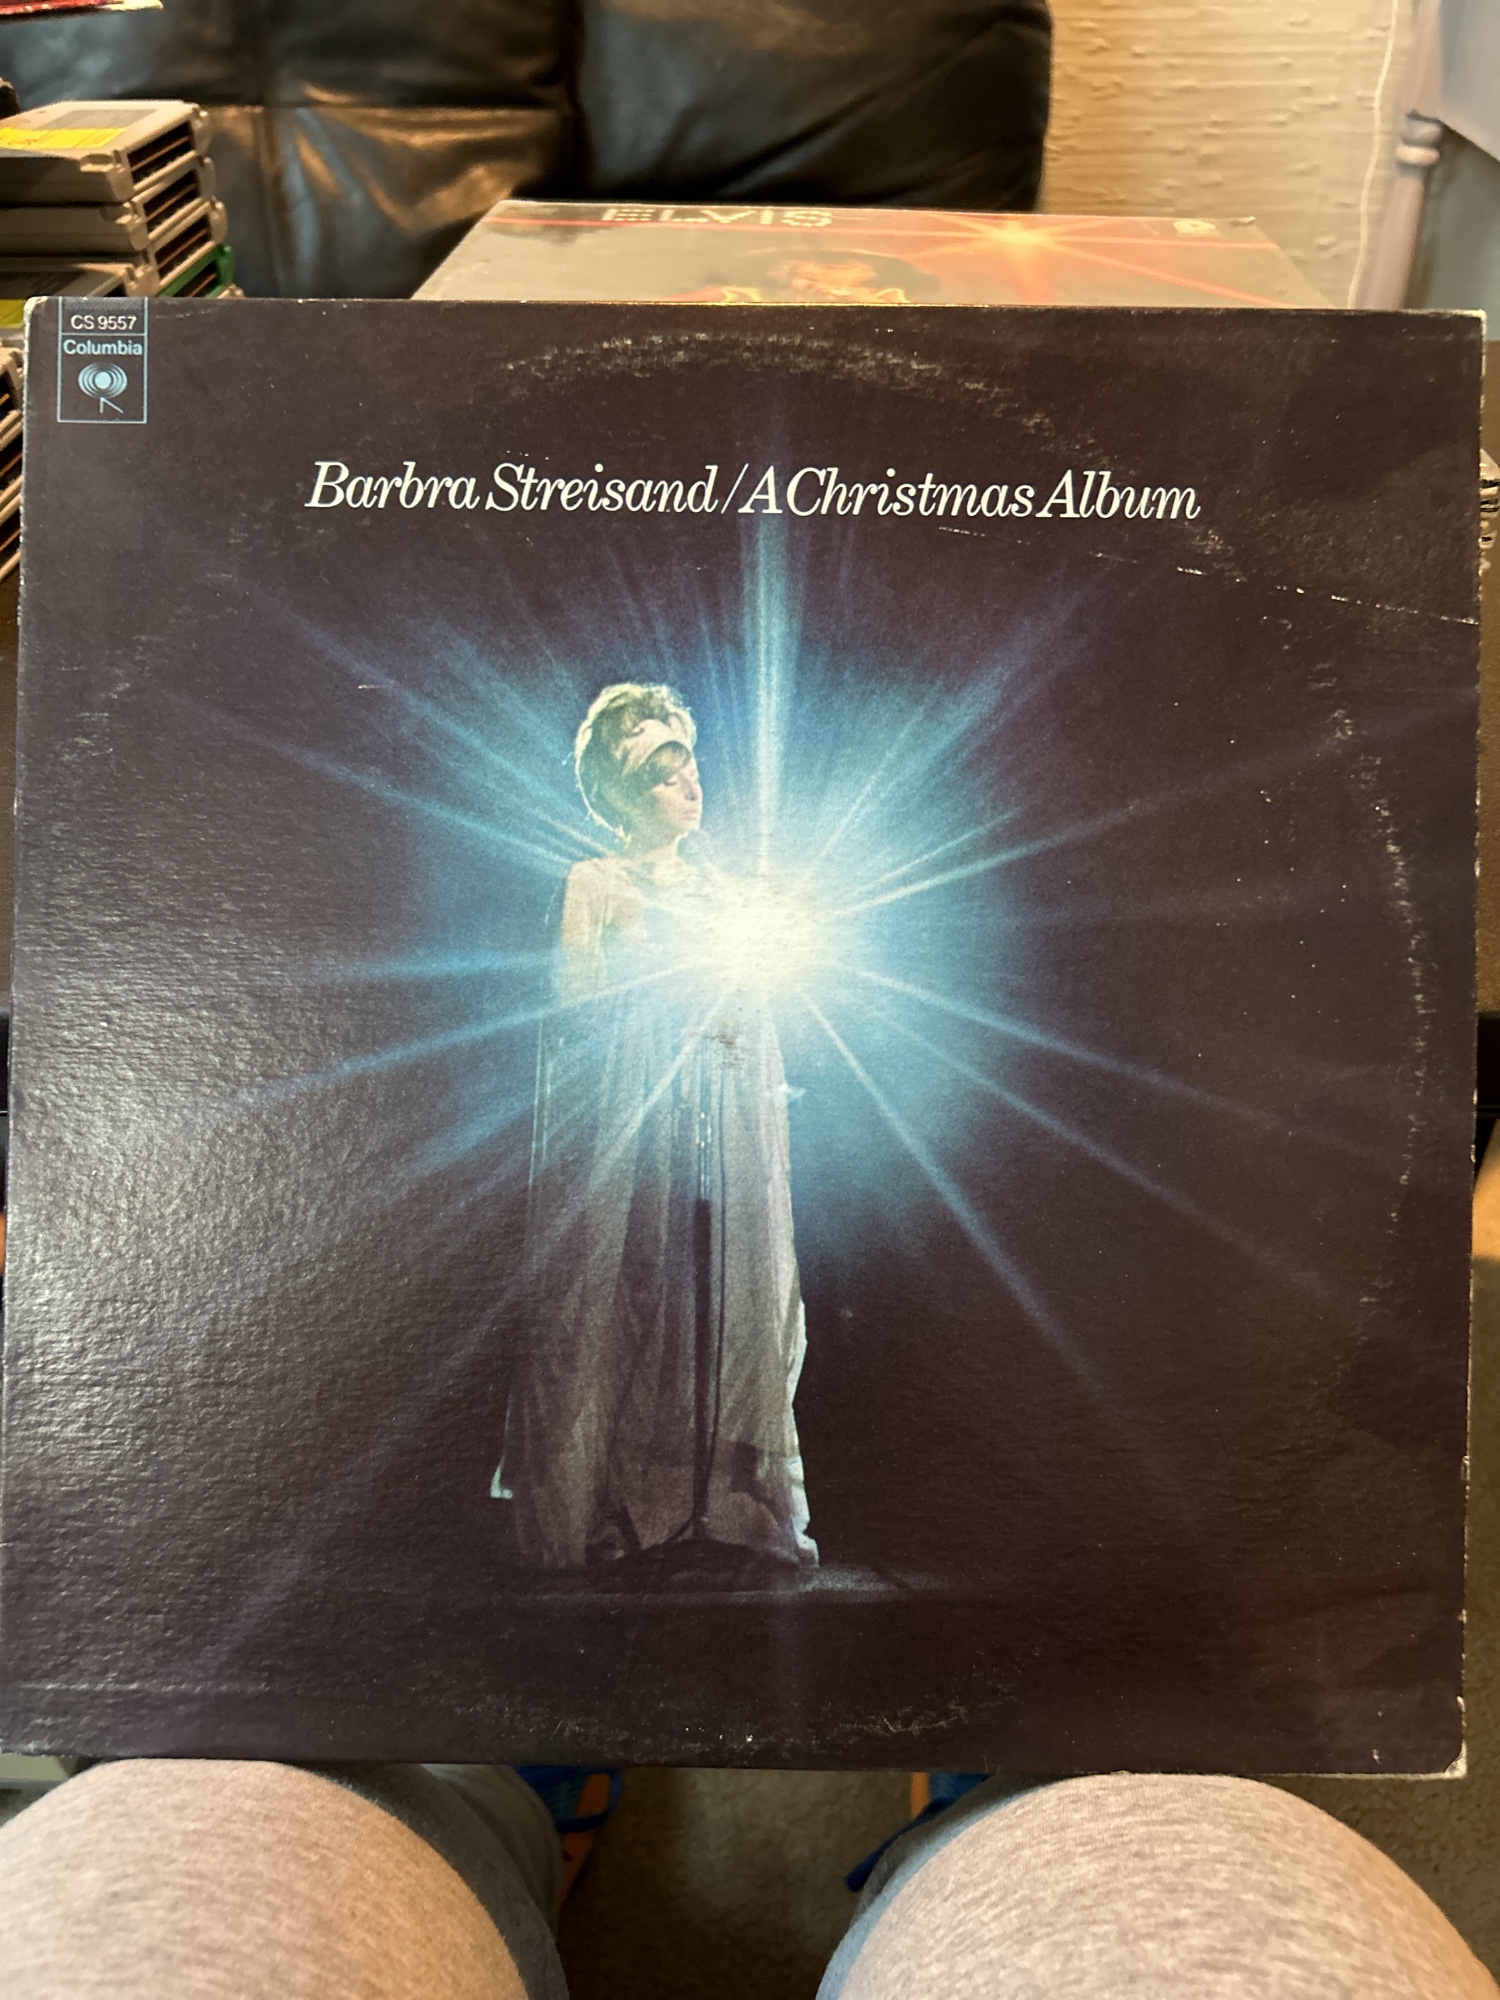 ELVIS
CS 9557
Columbia
Barbra Streisand/A Christmas Album